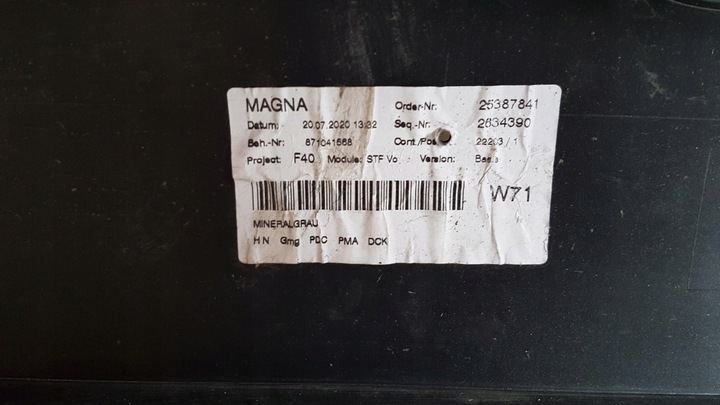 MAGNA Order-Nr: 25387841
Datum: 20.07.2020 13:32 Seq.-Nr: 2634390
Beh.-Nr: 871041568 Cont./Pos.: 22203 / 1
Project: F40 Module: STF Vo Version: Basis
W71
MINERALGRAU
H N Gmg PDC PMA DCK